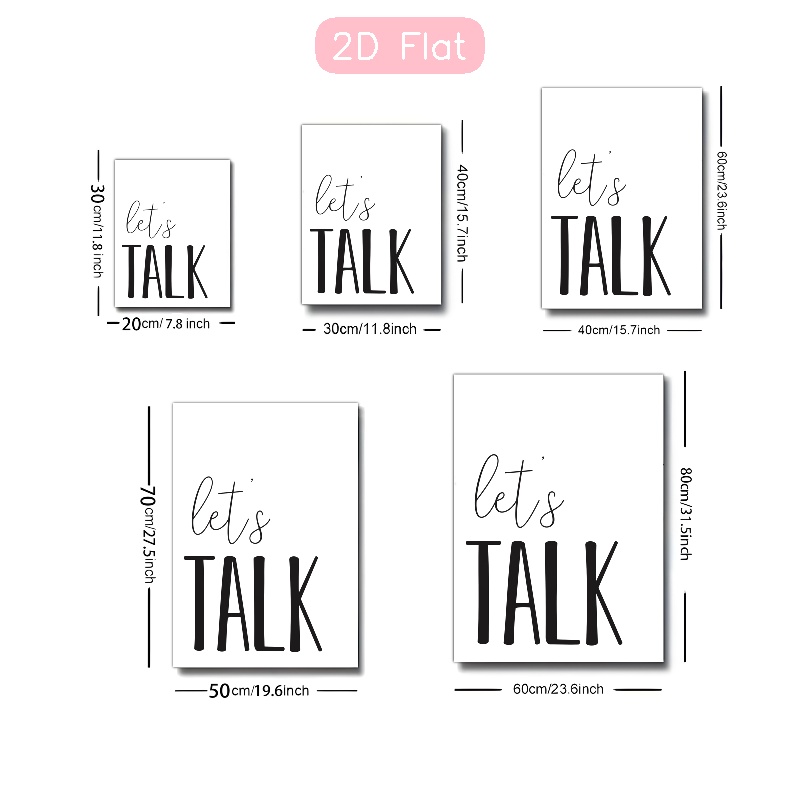 2D Flat
let's
TALK
30cm/11.8 inch
20cm/7.8 inch
let's
TALK
40cm/15.7inch
30cm/11.8inch
let's
TALK
60cm/23.6inch
40cm/15.7inch
let's
TALK
70cm/27.5inch
50cm/19.6inch
let's
TALK
80cm/31.5inch
60cm/23.6inch